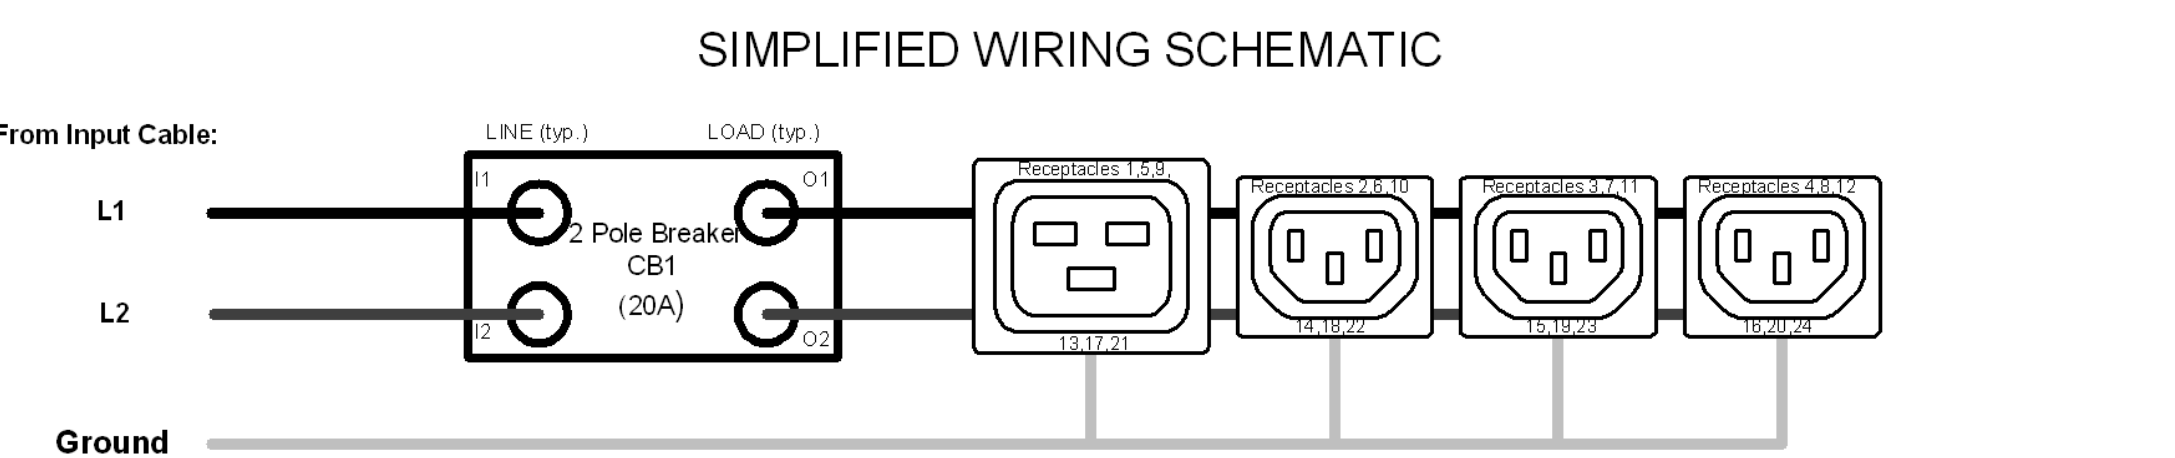 SIMPLIFIED WIRING SCHEMATIC
From Input Cable:
LINE (typ.)
LOAD (typ.)
I1
O1
L1
2 Pole Breaker
CB1
(20A)
L2
I2
O2
Receptacles 1,5,9,
13,17,21
Receptacles 2,6,10
14,18,22
Receptacles 3,7,11
15,19,23
Receptacles 4,8,12
16,20,24
Ground